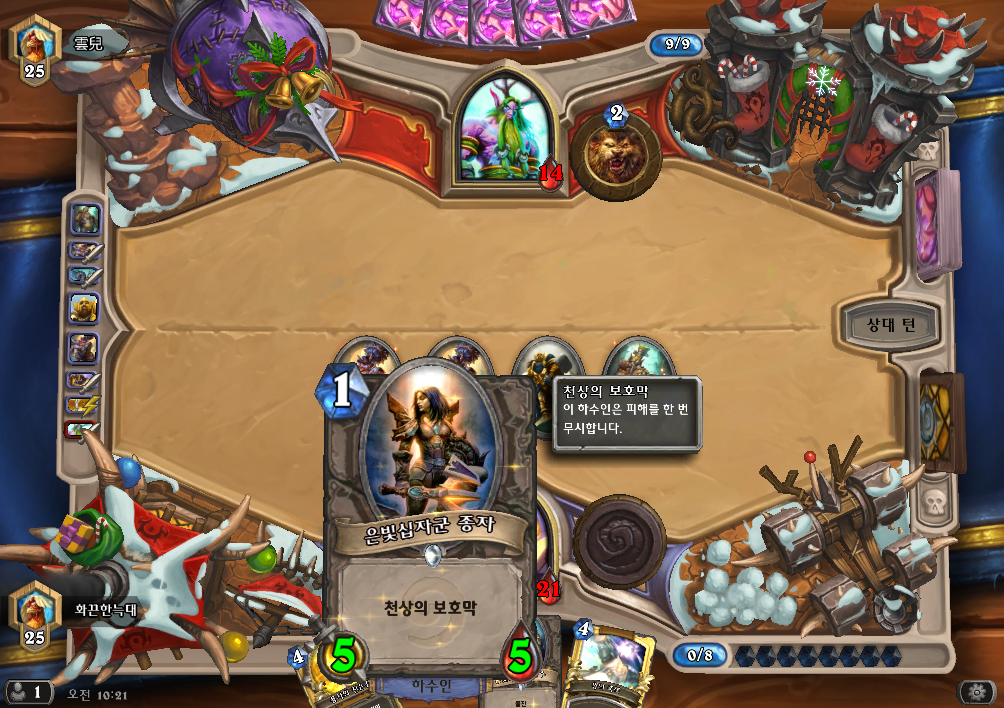 雲兒
25
9/9
2
14
상대 턴
1
천상의 보호막
이 하수인은 피해를 한 번
무시합니다.
은빛십자군 종자
천상의 보호막
5
5
21
화끈한늑대
25
4
4
하수인
돌진
0/8
1
오전 10:21